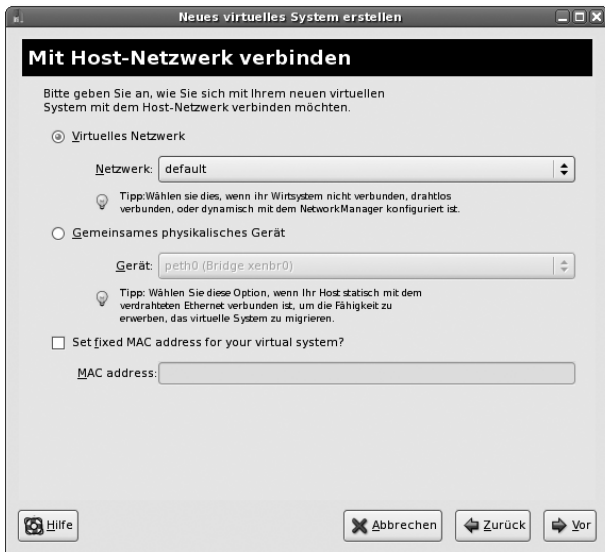 Neues virtuelles System erstellen
Mit Host-Netzwerk verbinden
Bitte geben Sie an, wie Sie sich mit Ihrem neuen virtuellen
System mit dem Host-Netzwerk verbinden möchten.
Virtuelles Netzwerk
Netzwerk: default
Tipp:Wählen sie dies, wenn ihr Wirtsystem nicht verbunden, drahtlos
verbunden, oder dynamisch mit dem NetworkManager konfiguriert ist.
Gemeinsames physikalisches Gerät
Gerät: peth0 (Bridge xenbr0)
Tipp: Wählen Sie diese Option, wenn Ihr Host statisch mit dem
verdrahteten Ethernet verbunden ist, um die Fähigkeit zu
erwerben, das virtuelle System zu migrieren.
Set fixed MAC address for your virtual system?
MAC address:
Hilfe Abbrechen Zurück Vor